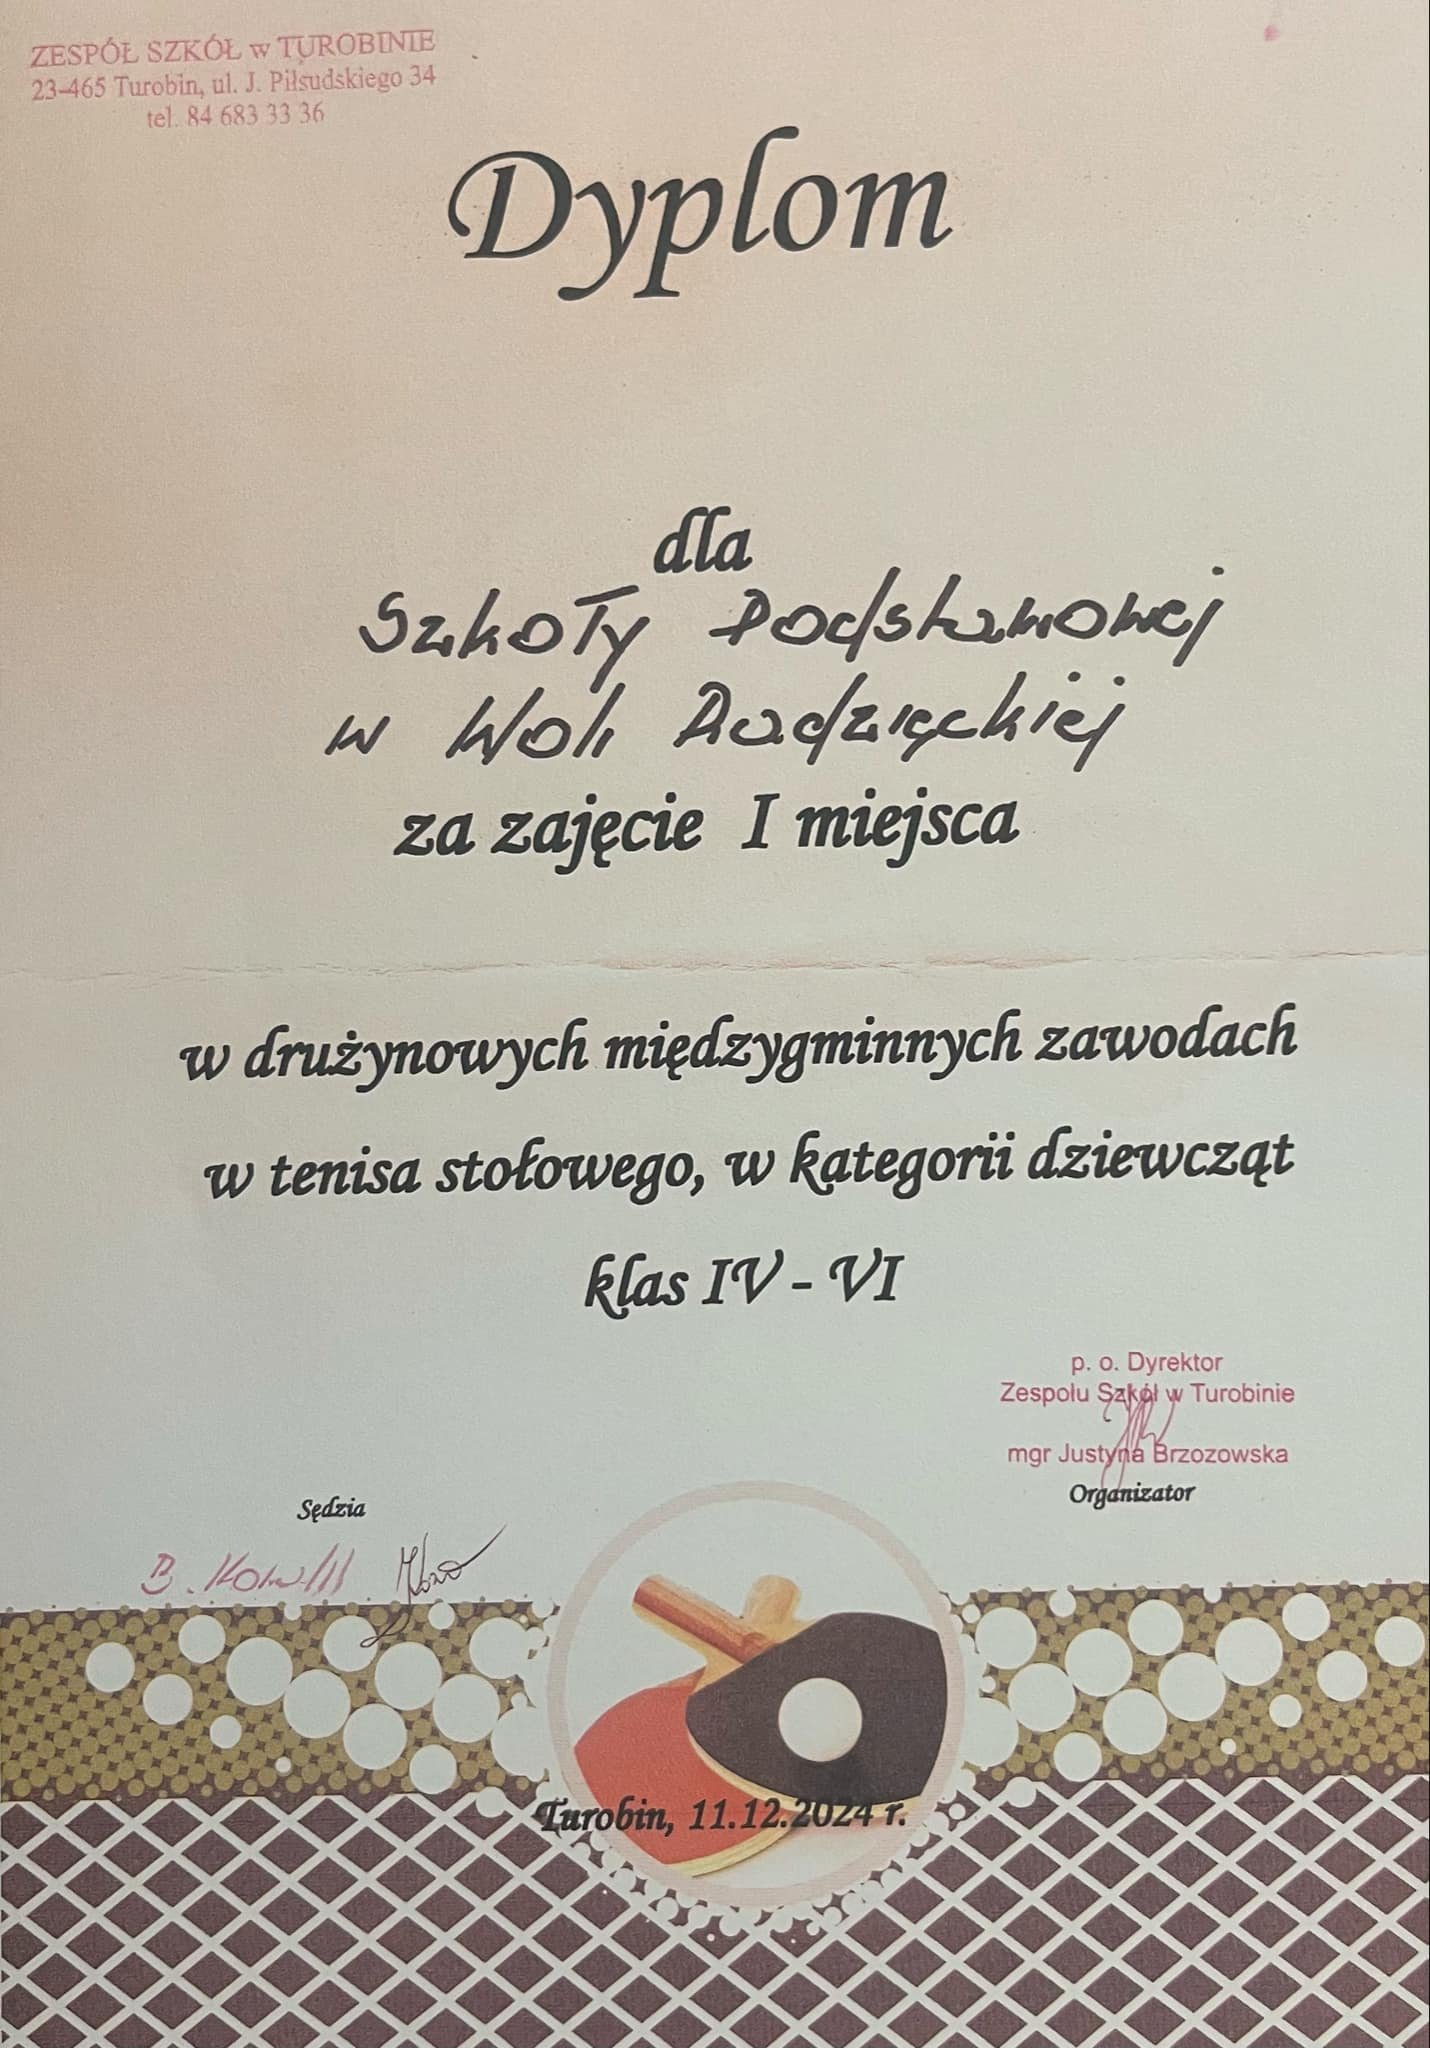 ZESPÓŁ SZKÓŁ w TUROBINIE
23-465 Turobin, ul. J. Piłsudskiego 34
tel. 84 683 33 36
Dyplom
dla
Szkoły Podstawowej
w Woli Radzięckiej
za zajęcie I miejsca
w drużynowych międzygminnych zawodach
w tenisa stołowego, w kategorii dziewcząt
klas IV - VI
p. o. Dyrektor
Zespołu Szkół w Turobinie
mgr Justyna Brzozowska
Organizator
Sędzia
B.
Turobin, 11.12.2024 r.